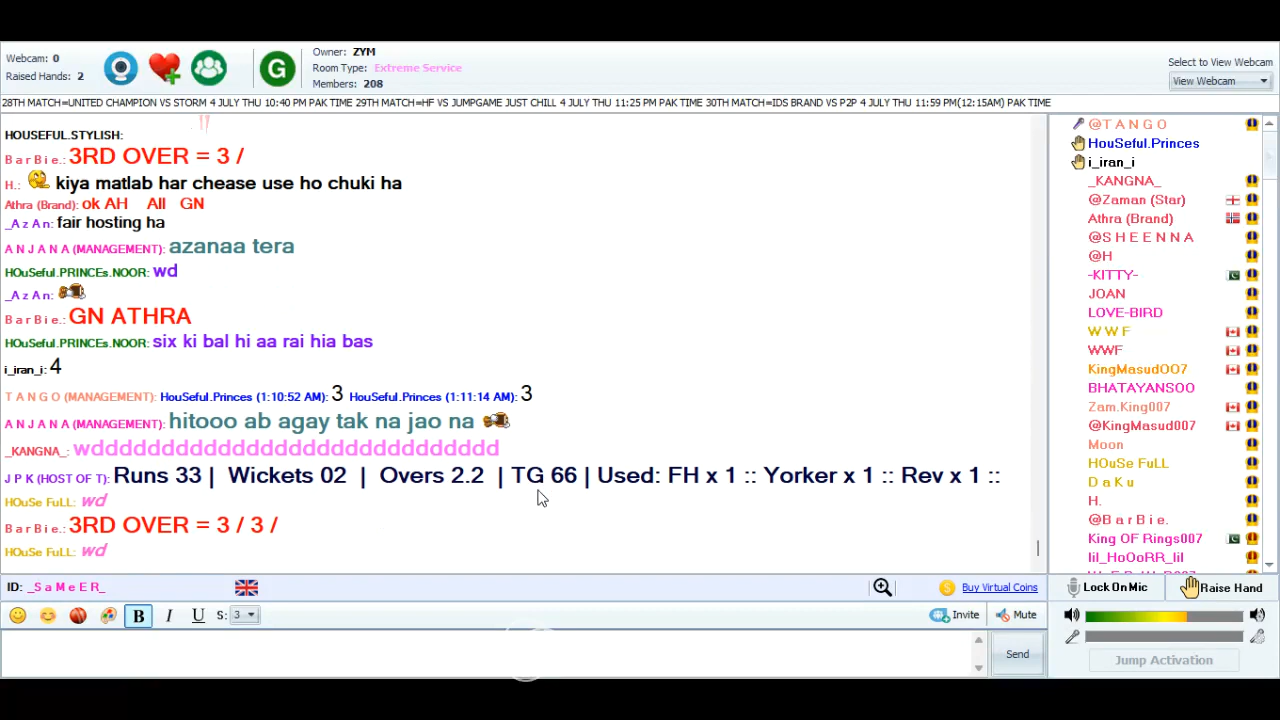 Webcam: 0
Raised Hands: 2
G
Owner: ZYM
Room Type: Extreme Service
Members: 208
Select to View Webcam
View Webcam
28TH MATCH=UNITED CHAMPION VS STORM 4 JULY THU 10:40 PM PAK TIME 29TH MATCH=HF VS JUMPGAME JUST CHILL 4 JULY THU 11:25 PM PAK TIME 30TH MATCH=IDS BRAND VS P2P 4 JULY THU 11:59 PM(12:15AM) PAK TIME
HOUSEFUL.STYLISH:
B a r B i e.: 3RD OVER = 3 /
H.: kiya matlab har chease use ho chuki ha
Athra (Brand): ok AH All GN
_A z A n: fair hosting ha
A N J A N A (MANAGEMENT): azanaa tera
HOuSeful.PRINCEs.NOOR: wd
_A z A n:
B a r B i e.: GN ATHRA
HOuSeful.PRINCEs.NOOR: six ki bal hi aa rai hia bas
i_iran_i: 4
T A N G O (MANAGEMENT): HouSeful.Princes (1:10:52 AM): 3 HouSeful.Princes (1:11:14 AM): 3
A N J A N A (MANAGEMENT): hitooo ab agay tak na jao na
_KANGNA_: wdddddddddddddddddddddddddddddd
J P K (HOST OF T): Runs 33 | Wickets 02 | Overs 2.2 | TG 66 | Used: FH x 1 :: Yorker x 1 :: Rev x 1 ::
HOuSe FuLL: wd
B a r B i e.: 3RD OVER = 3 / 3 /
HOuSe FuLL: wd
@T A N G O
HouSeful.Princes
i_iran_i
_KANGNA_
@Zaman (Star)
Athra (Brand)
@S H E E N N A
@H
-KITTY-
JOAN
LOVE-BIRD
W W F
WWF
KingMasudOO7
BHATAYANSOO
Zam.King007
@KingMasud007
Moon
HOuSe FuLL
D a K u
H.
@B a r B i e.
King OF Rings007
lil_HoOoRR_lil
ID: _S a M e E R_
Buy Virtual Coins
Lock On Mic
Raise Hand
B I U S: 3
Invite
Mute
Send
Jump Activation